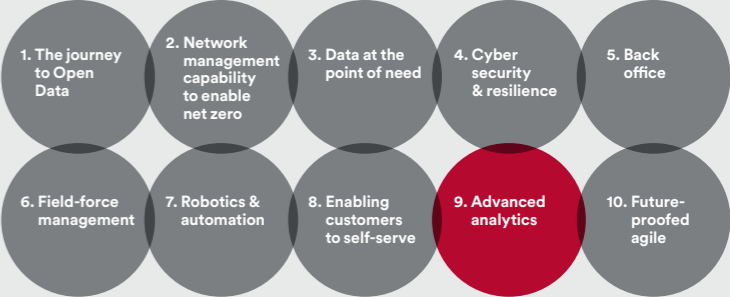 1. The journey
to Open
Data
2. Network
management
capability
to enable
net zero
3. Data at the
point of need
4. Cyber
security
& resilience
5. Back
office
6. Field-force
management
7. Robotics &
automation
8. Enabling
customers
to self-serve
9. Advanced
analytics
10. Future-
proofed
agile